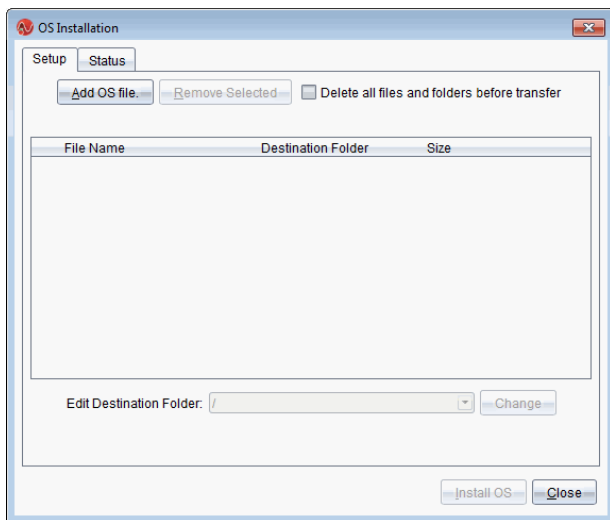 OS Installation
Setup Status
Add OS file. Remove Selected Delete all files and folders before transfer
File Name Destination Folder Size
Edit Destination Folder: / Change
Install OS Close